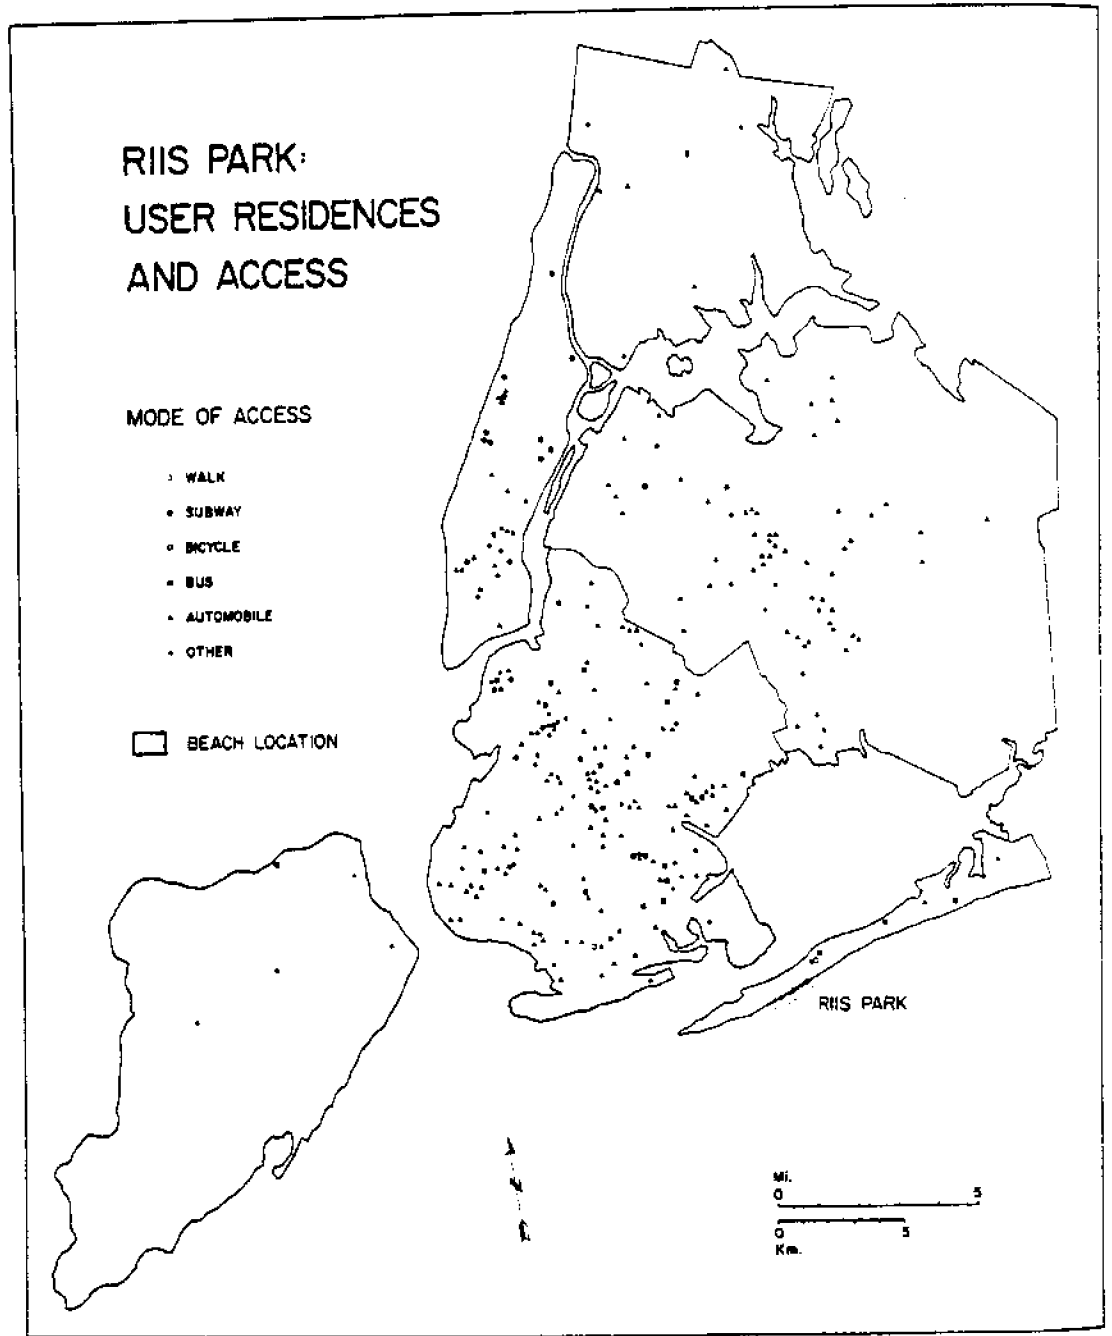 RIIS PARK:
USER RESIDENCES
AND ACCESS
MODE OF ACCESS
WALK
SUBWAY
BICYCLE
BUS
AUTOMOBILE
OTHER
BEACH LOCATION
RIIS PARK
Mi.
0 5
0 5
Km.